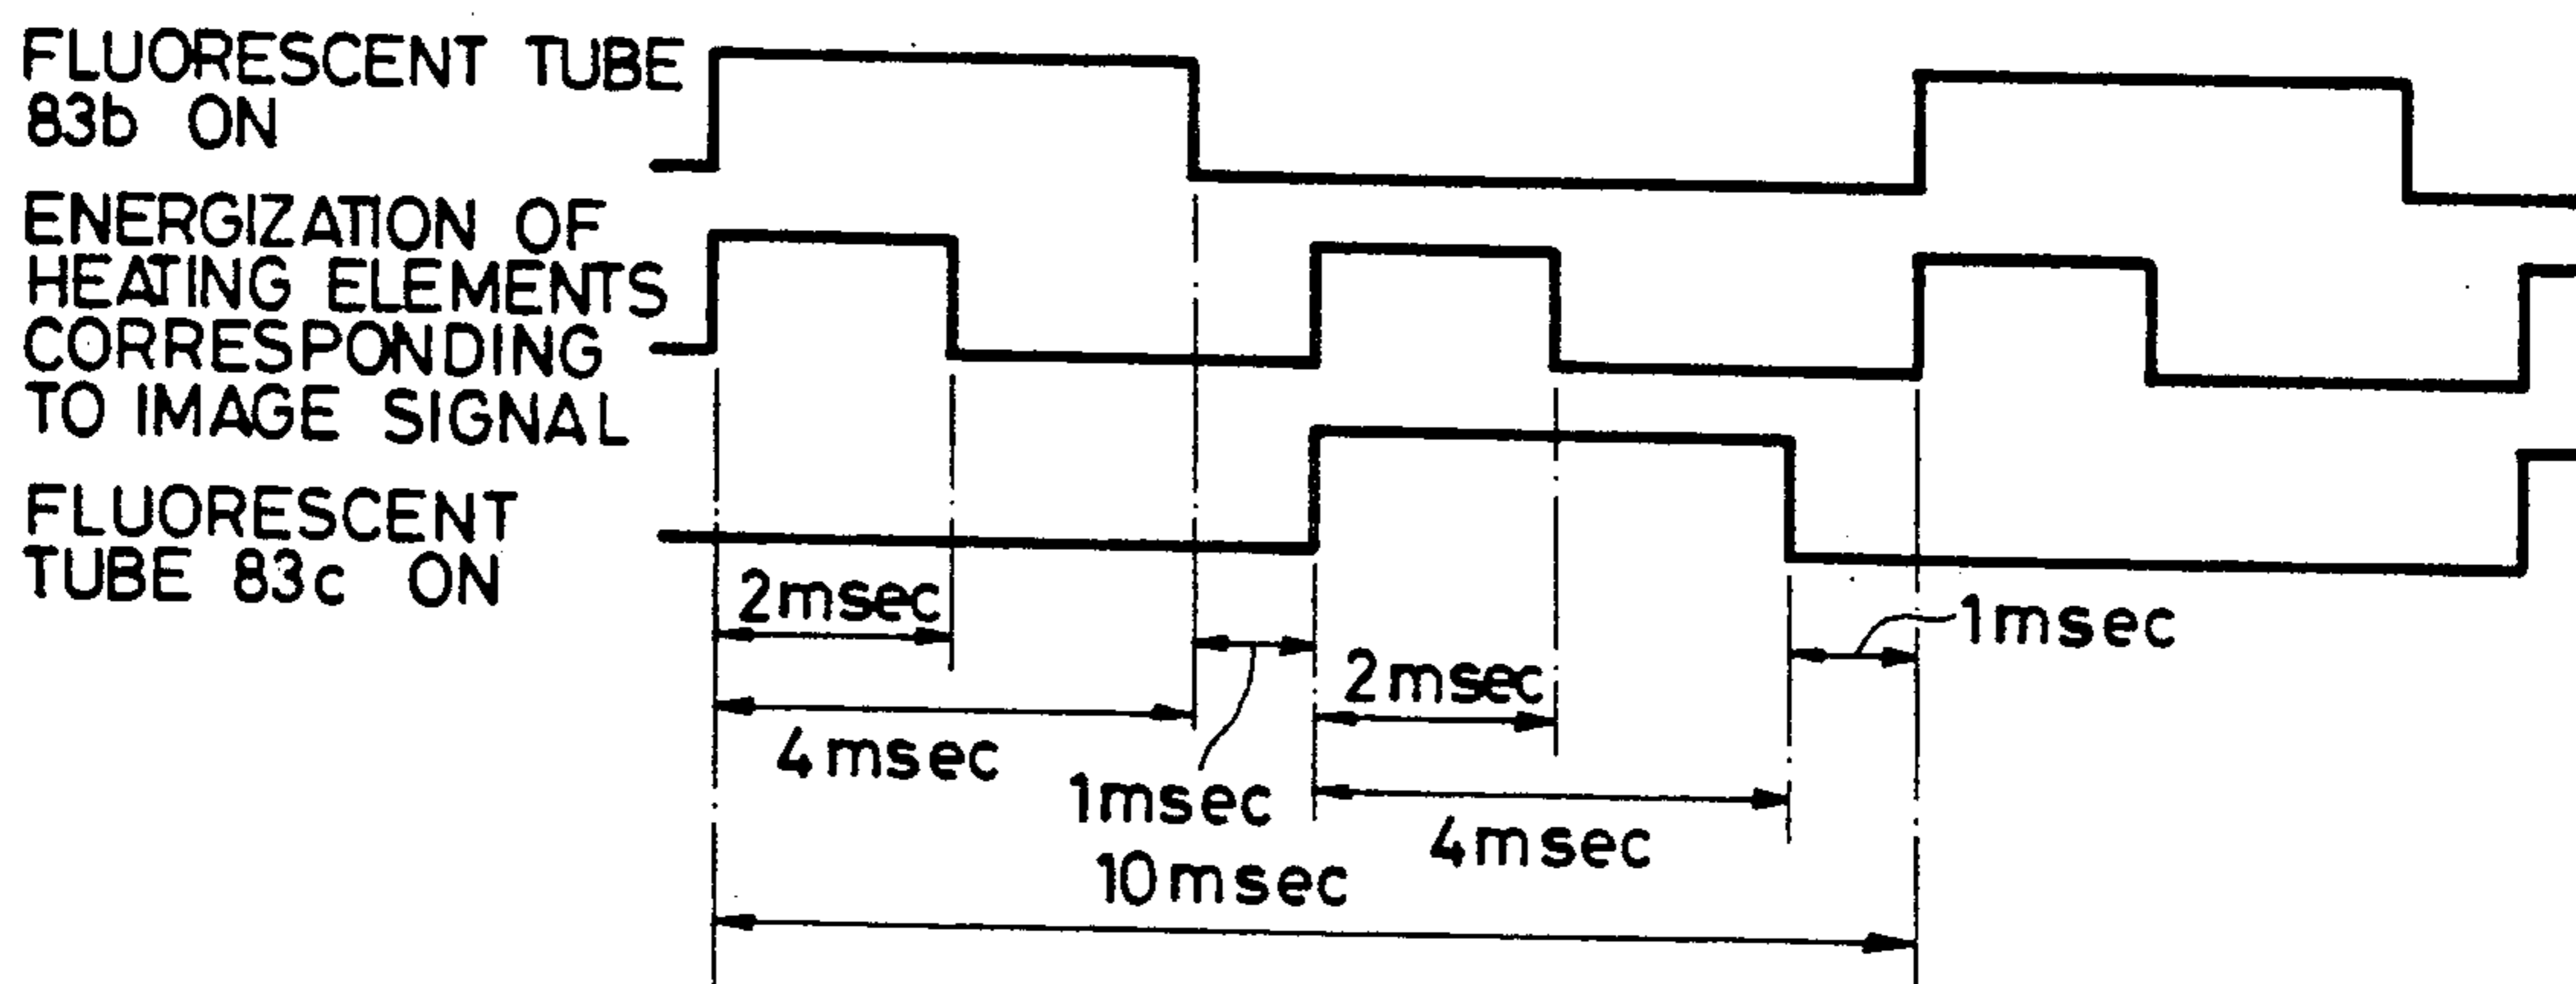 FLUORESCENT TUBE
83b ON
ENERGIZATION OF
HEATING ELEMENTS
CORRESPONDING
TO IMAGE SIGNAL
FLUORESCENT
TUBE 83c ON
2msec
1msec
2msec
4msec
1msec
4msec
10msec